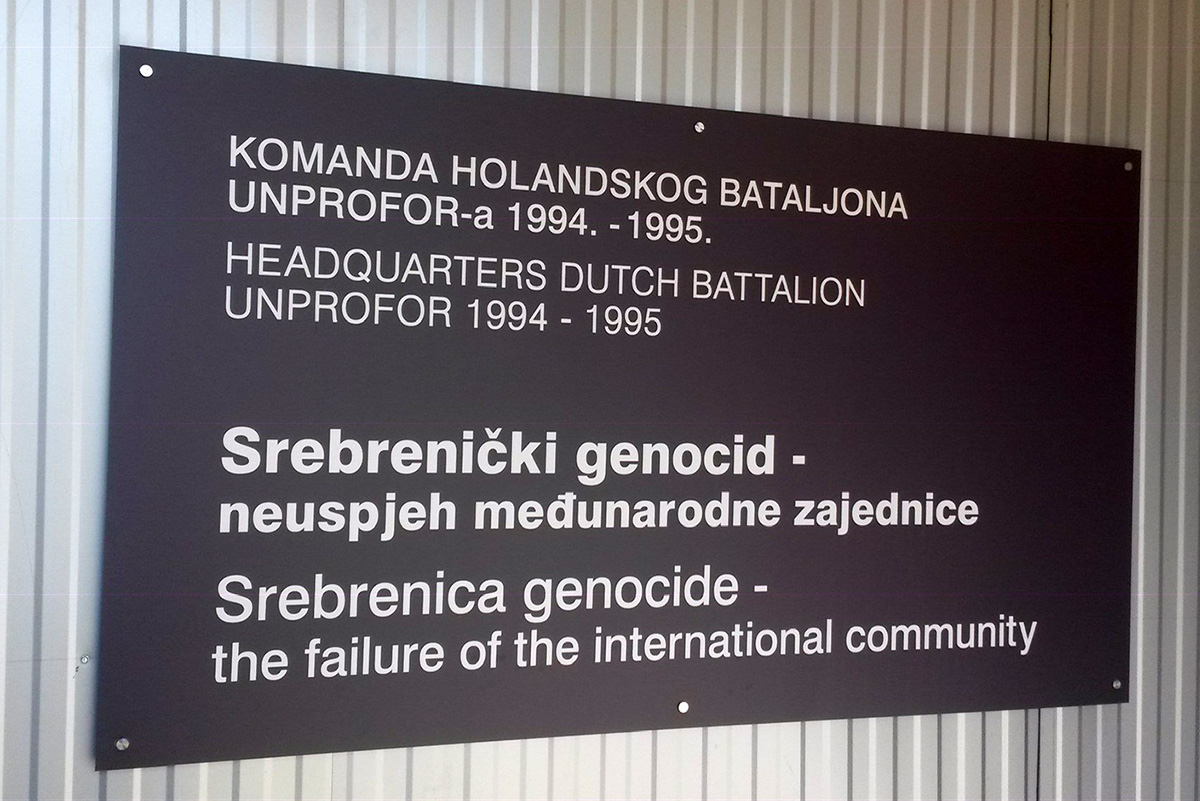 KOMANDA HOLANDSKOG BATALJONA
UNPROFOR-a 1994. - 1995.
HEADQUARTERS DUTCH BATTALION
UNPROFOR 1994 - 1995
Srebrenički genocid -
neuspjeh međunarodne zajednice
Srebrenica genocide -
the failure of the international community